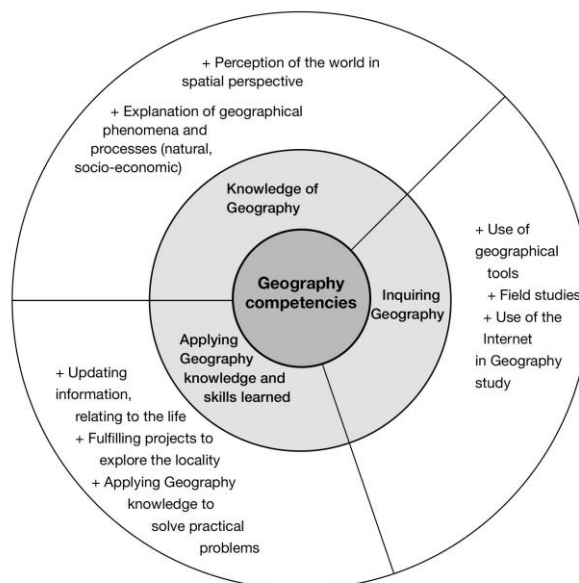 + Perception of the world in
spatial perspective
+ Explanation of geographical
phenomena and
processes (natural,
socio-economic)
Knowledge of
Geography
Geography
competencies
Inquiring
Geography
+ Use of
geographical
tools
+ Field studies
+ Use of the
Internet
in Geography
study
Applying
Geography
knowledge and
skills learned
+ Updating
information,
relating to the life
+ Fulfilling projects to
explore the locality
+ Applying Geography
knowledge to
solve practical
problems